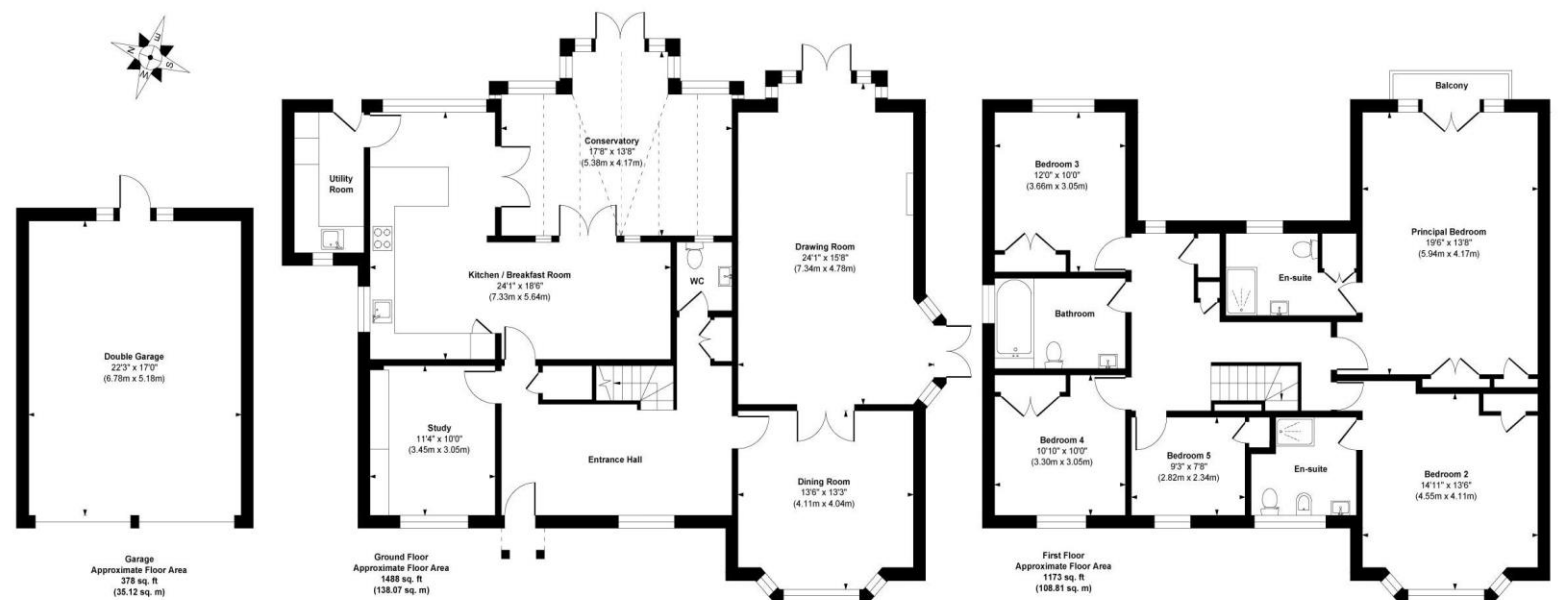 E
N
S
W
Double Garage
22'3" x 17'0"
(6.78m x 5.18m)
Garage
Approximate Floor Area
378 sq. ft
(35.12 sq. m)
Utility
Room
Conservatory
17'8" x 13'8"
(5.38m x 4.17m)
Kitchen / Breakfast Room
24'1" x 18'6"
(7.33m x 5.64m)
WC
Drawing Room
24'1" x 15'8"
(7.34m x 4.78m)
Study
11'4" x 10'0"
(3.45m x 3.05m)
Entrance Hall
Dining Room
13'6" x 13'3"
(4.11m x 4.04m)
Ground Floor
Approximate Floor Area
1488 sq. ft
(138.07 sq. m)
Balcony
Bedroom 3
12'0" x 10'0"
(3.66m x 3.05m)
Principal Bedroom
19'6" x 13'8"
(5.94m x 4.17m)
En-suite
Bathroom
Bedroom 4
10'10" x 10'0"
(3.30m x 3.05m)
Bedroom 5
9'3" x 7'8"
(2.82m x 2.34m)
En-suite
Bedroom 2
14'11" x 13'6"
(4.55m x 4.11m)
First Floor
Approximate Floor Area
1173 sq. ft
(108.81 sq. m)